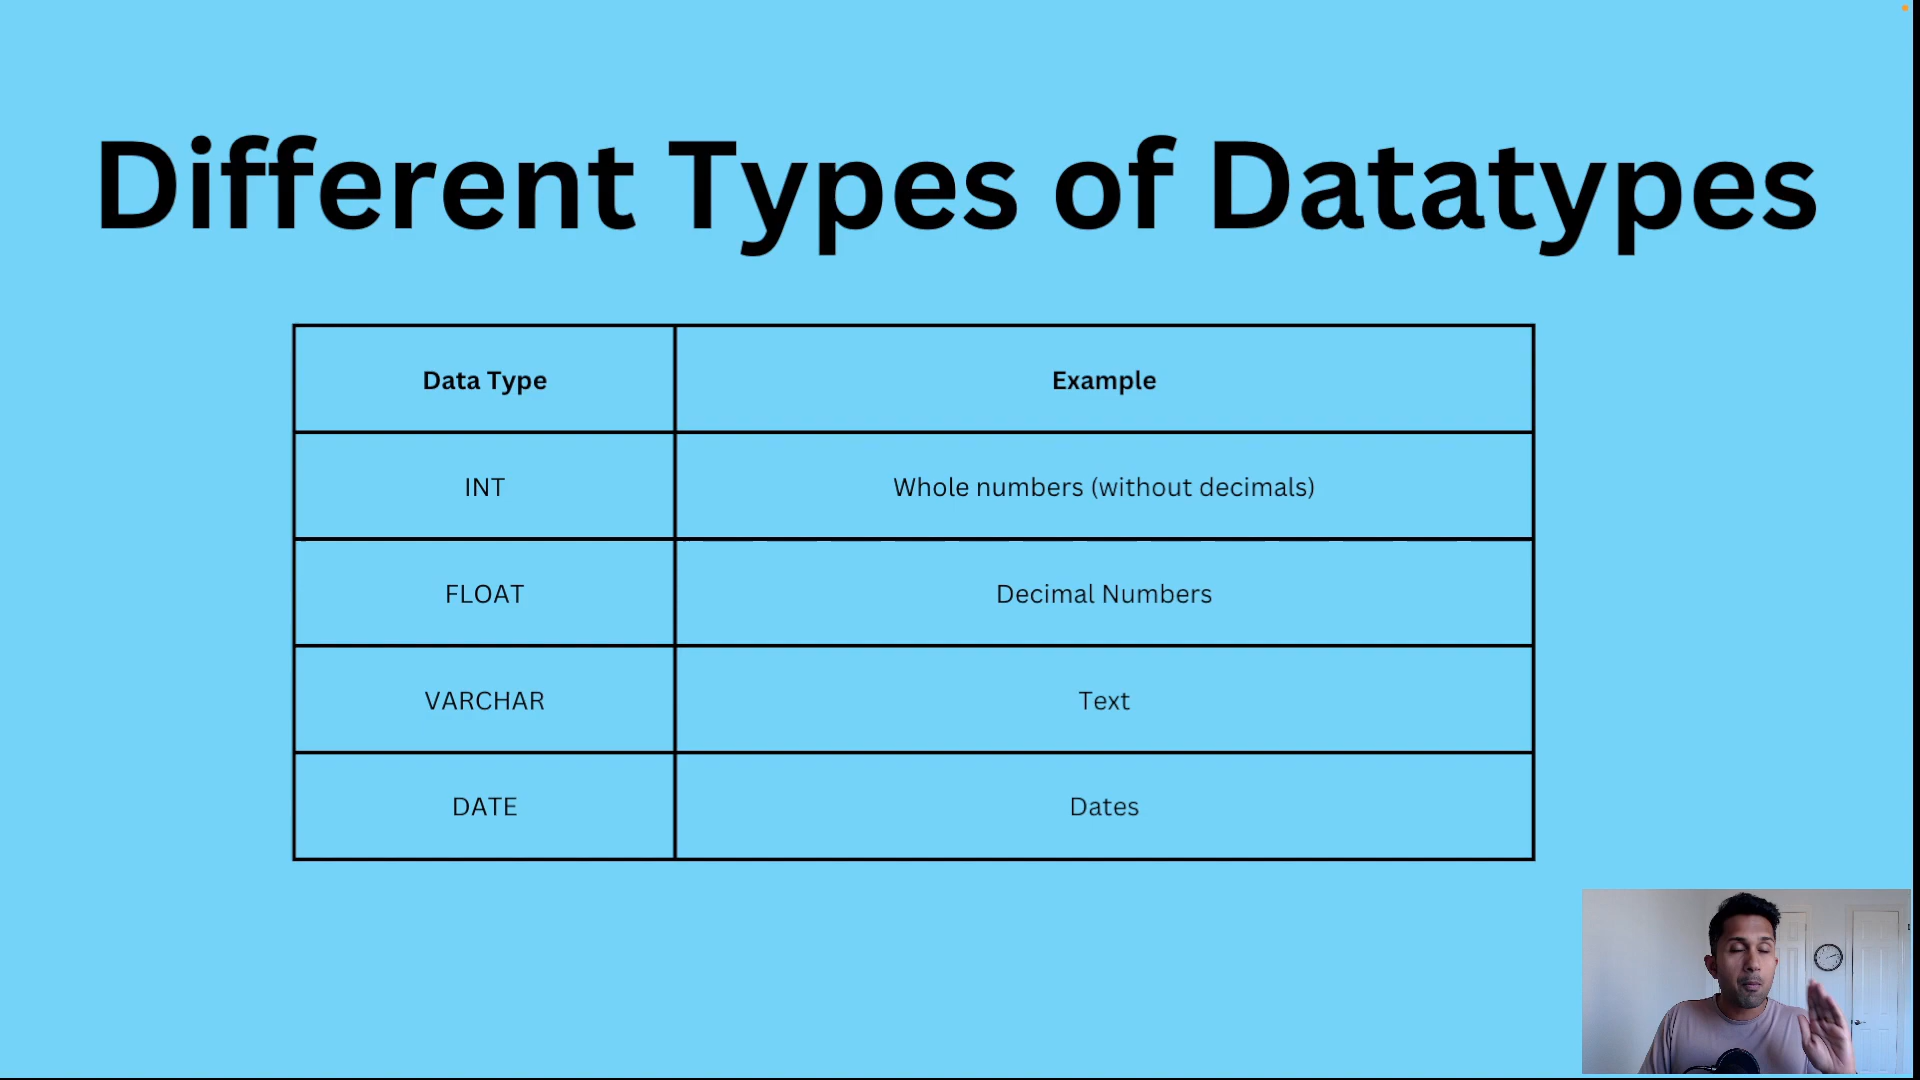 Different Types of Datatypes
Data Type Example
INT Whole numbers (without decimals)
FLOAT Decimal Numbers
VARCHAR Text
DATE Dates